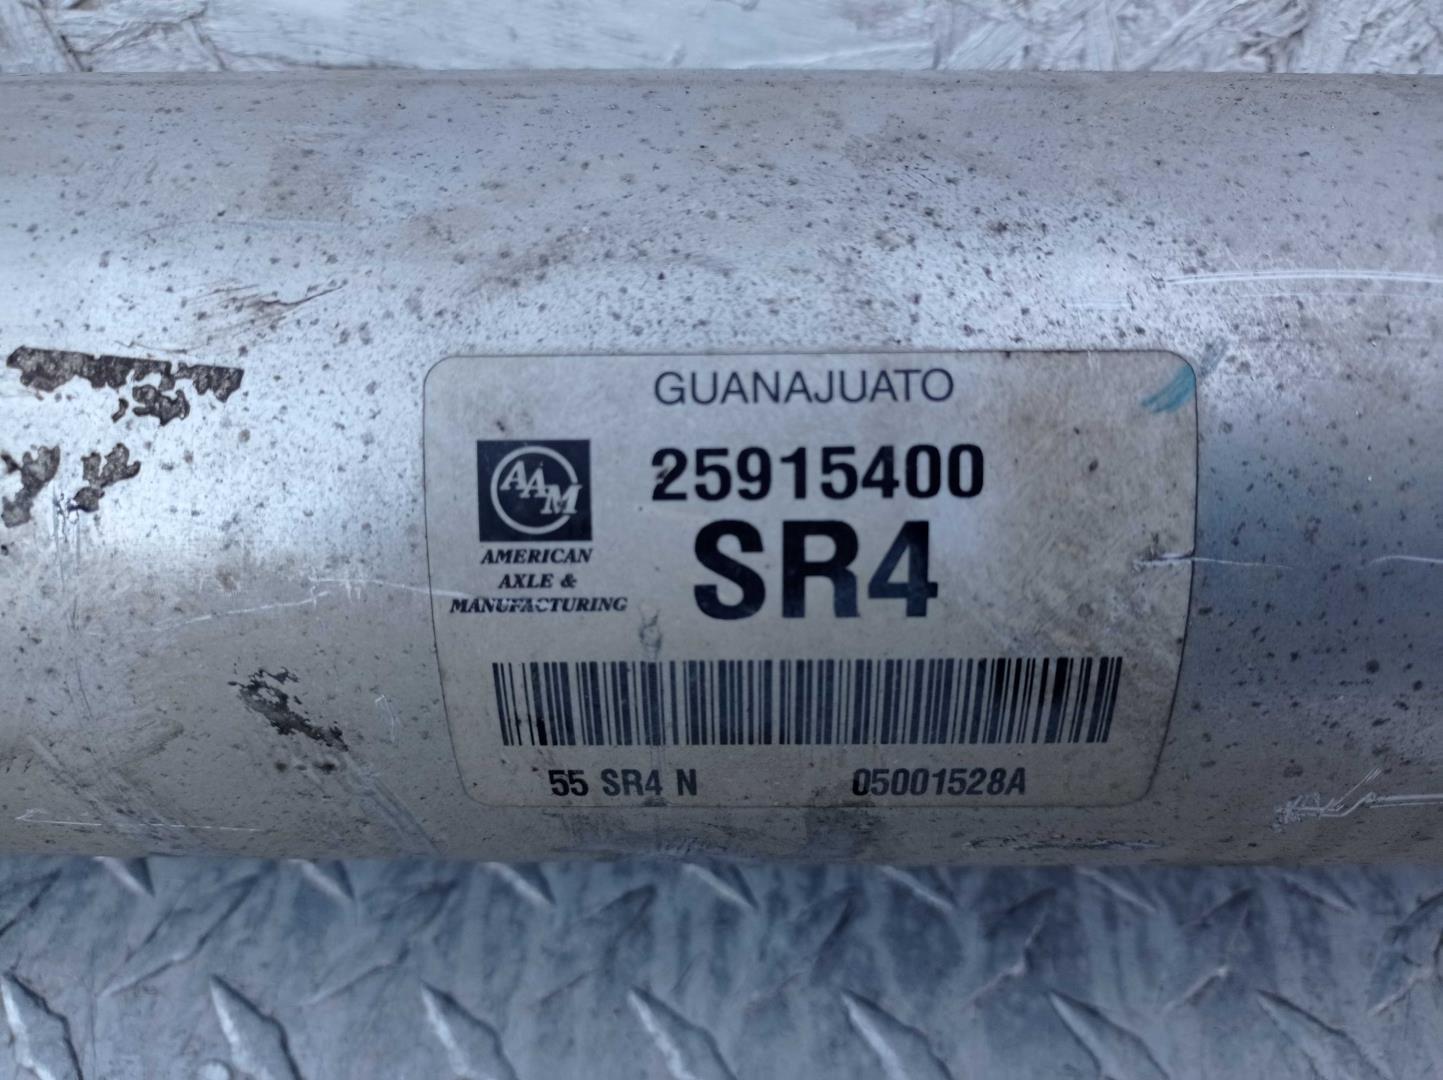 GUANAJUATO
25915400
AAM
SR4
AMERICAN
AXLE &
MANUFACTURING
55 SR4 N 05001528A